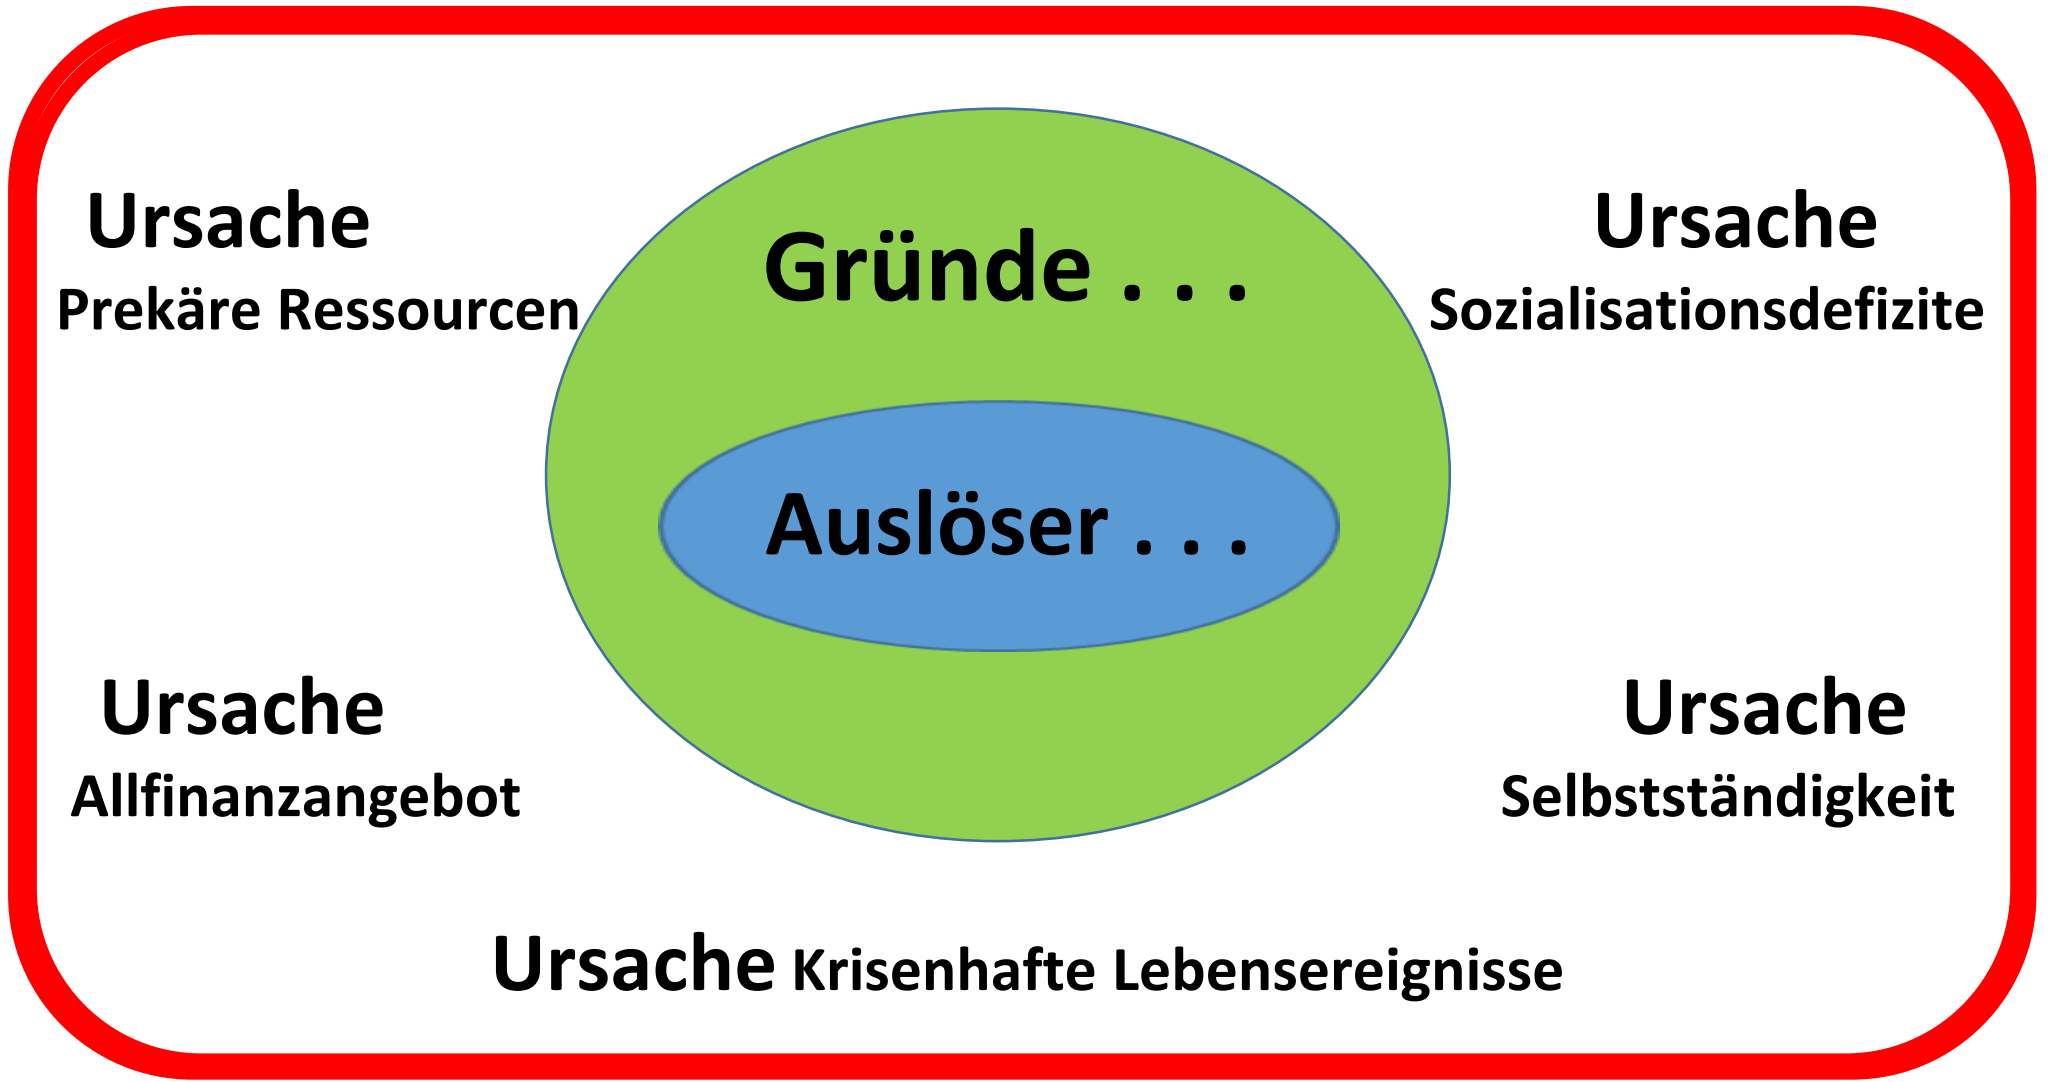 Ursache
Prekäre Ressourcen
Gründe . . .
Ursache
Sozialisationsdefizite
Auslöser . . .
Ursache
Allfinanzangebot
Ursache
Selbstständigkeit
Ursache Krisenhafte Lebensereignisse